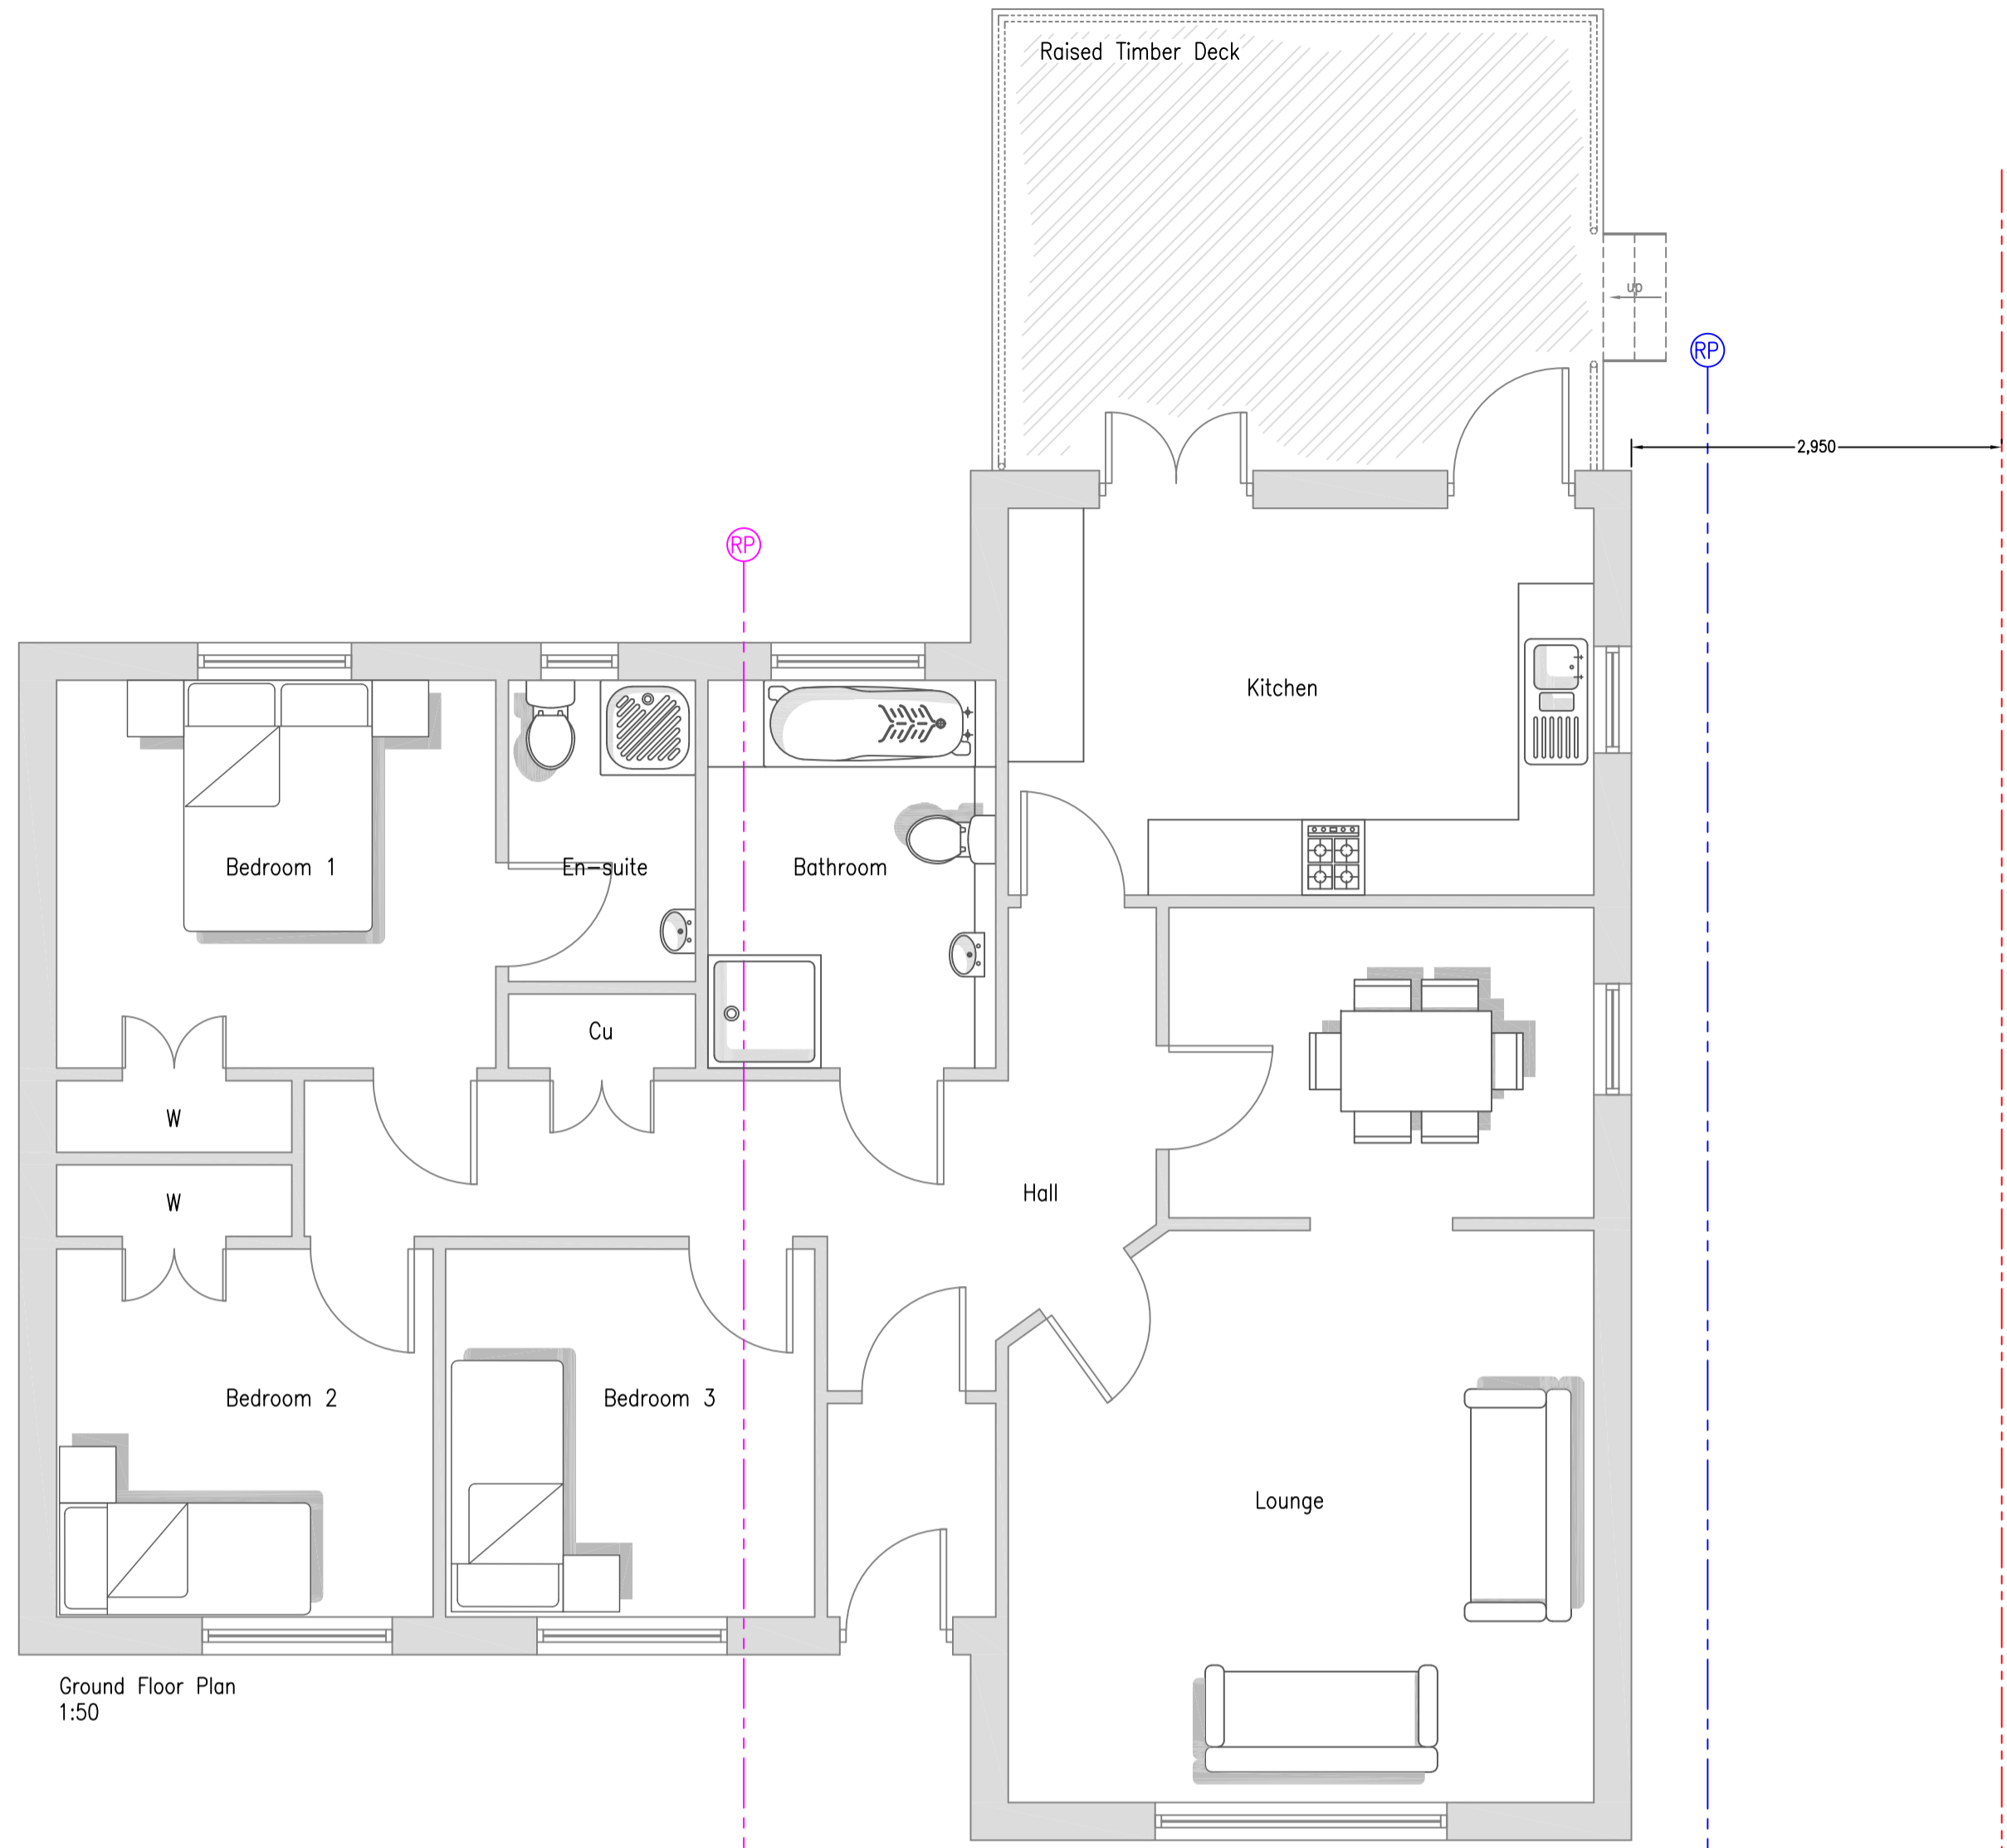 Raised Timber Deck
up
RP
2,950
RP
Kitchen
Bedroom 1
En-suite
Bathroom
Cu
W
W
Hall
Bedroom 2
Bedroom 3
Lounge
Ground Floor Plan
1:50